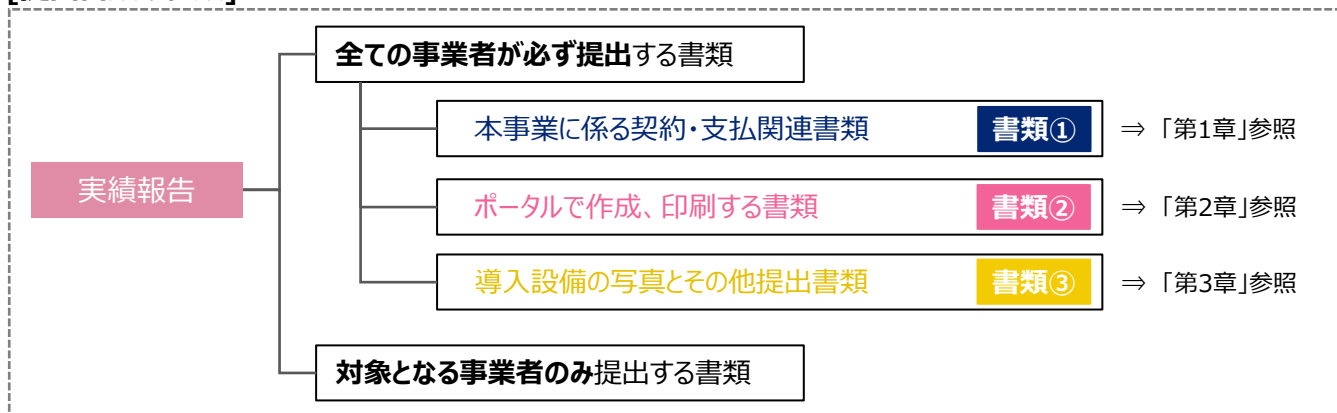 全ての事業者が必ず提出する書類
本事業に係る契約・支払関連書類 書類① ⇒ 「第1章」参照
実績報告
ポータルで作成、印刷する書類 書類② ⇒ 「第2章」参照
導入設備の写真とその他提出書類 書類③ ⇒ 「第3章」参照
対象となる事業者のみ提出する書類